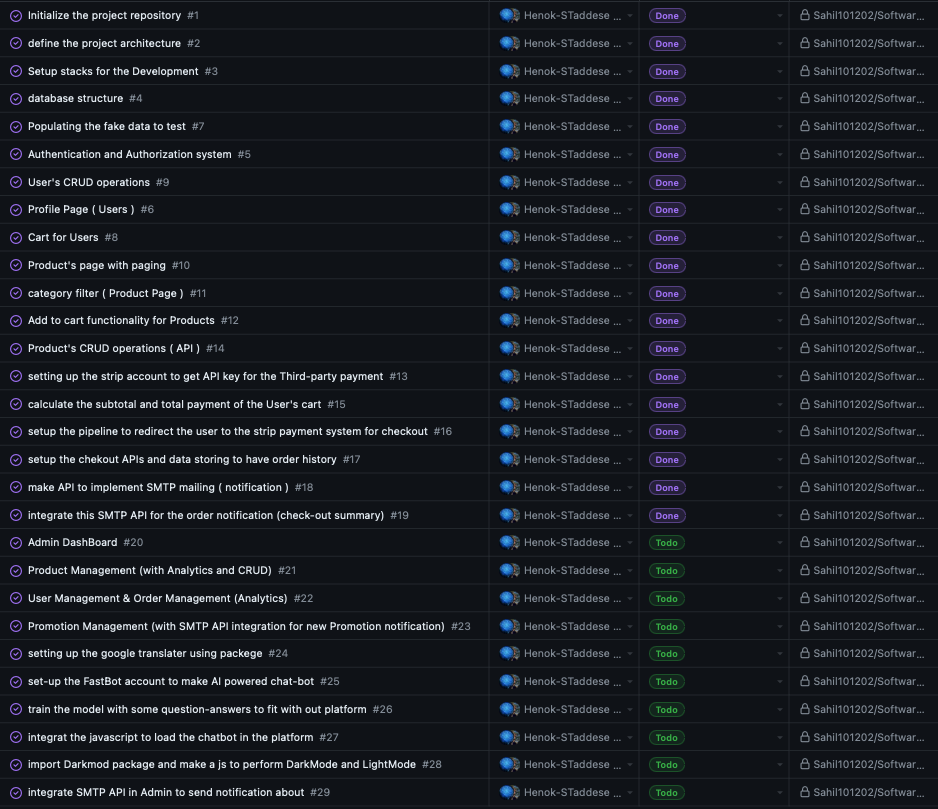 Initialize the project repository #1 Henok-STaddese ... Done Sahil101202/Softwar...
define the project architecture #2 Henok-STaddese ... Done Sahil101202/Softwar...
Setup stacks for the Development #3 Henok-STaddese ... Done Sahil101202/Softwar...
database structure #4 Henok-STaddese ... Done Sahil101202/Softwar...
Populating the fake data to test #7 Henok-STaddese ... Done Sahil101202/Softwar...
Authentication and Authorization system #5 Henok-STaddese ... Done Sahil101202/Softwar...
User's CRUD operations #9 Henok-STaddese ... Done Sahil101202/Softwar...
Profile Page ( Users ) #6 Henok-STaddese ... Done Sahil101202/Softwar...
Cart for Users #8 Henok-STaddese ... Done Sahil101202/Softwar...
Product's page with paging #10 Henok-STaddese ... Done Sahil101202/Softwar...
category filter ( Product Page ) #11 Henok-STaddese ... Done Sahil101202/Softwar...
Add to cart functionality for Products #12 Henok-STaddese ... Done Sahil101202/Softwar...
Product's CRUD operations ( API ) #14 Henok-STaddese ... Done Sahil101202/Softwar...
setting up the strip account to get API key for the Third-party payment #13 Henok-STaddese ... Done Sahil101202/Softwar...
calculate the subtotal and total payment of the User's cart #15 Henok-STaddese ... Done Sahil101202/Softwar...
setup the pipeline to redirect the user to the strip payment system for checkout #16 Henok-STaddese ... Done Sahil101202/Softwar...
setup the chekout APIs and data storing to have order history #17 Henok-STaddese ... Done Sahil101202/Softwar...
make API to implement SMTP mailing ( notification ) #18 Henok-STaddese ... Done Sahil101202/Softwar...
integrate this SMTP API for the order notification (check-out summary) #19 Henok-STaddese ... Done Sahil101202/Softwar...
Admin DashBoard #20 Henok-STaddese ... Todo Sahil101202/Softwar...
Product Management (with Analytics and CRUD) #21 Henok-STaddese ... Todo Sahil101202/Softwar...
User Management & Order Management (Analytics) #22 Henok-STaddese ... Todo Sahil101202/Softwar...
Promotion Management (with SMTP API integration for new Promotion notification) #23 Henok-STaddese ... Todo Sahil101202/Softwar...
setting up the google translater using packege #24 Henok-STaddese ... Todo Sahil101202/Softwar...
set-up the FastBot account to make AI powered chat-bot #25 Henok-STaddese ... Todo Sahil101202/Softwar...
train the model with some question-answers to fit with out platform #26 Henok-STaddese ... Todo Sahil101202/Softwar...
integrat the javascript to load the chatbot in the platform #27 Henok-STaddese ... Todo Sahil101202/Softwar...
import Darkmod package and make a js to perform DarkMode and LightMode #28 Henok-STaddese ... Todo Sahil101202/Softwar...
integrate SMTP API in Admin to send notification about #29 Henok-STaddese ... Todo Sahil101202/Softwar...